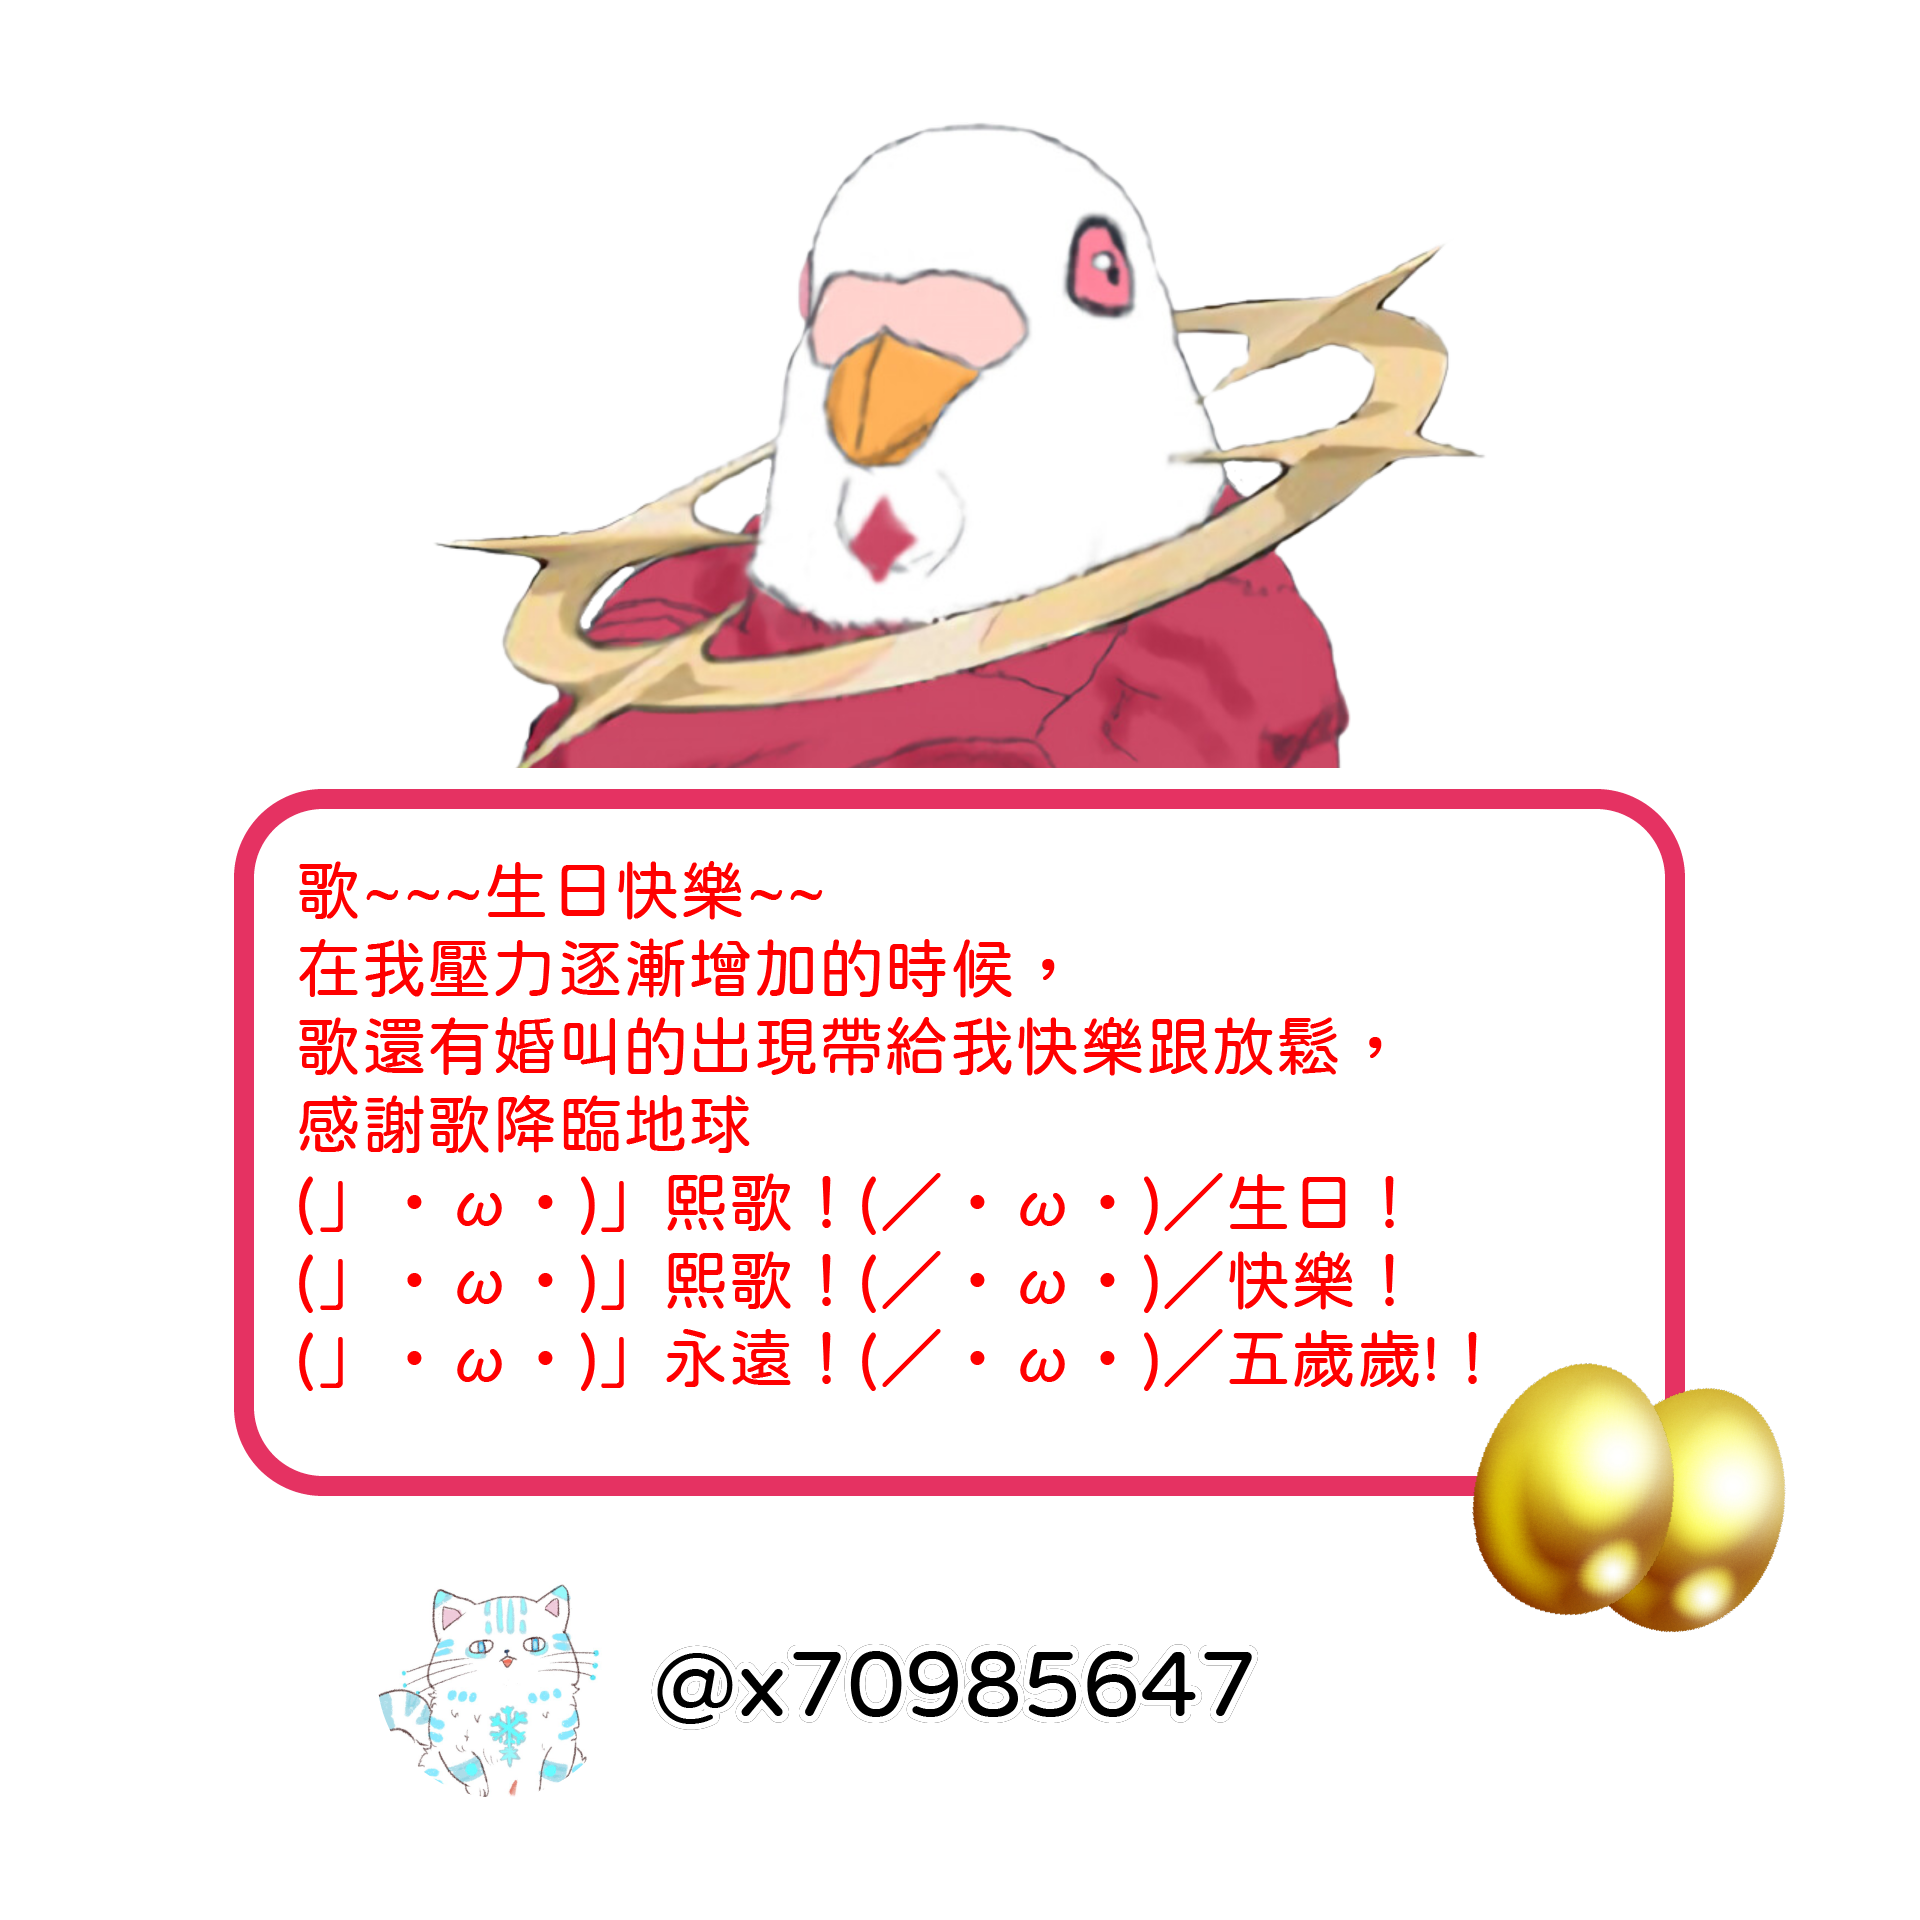 歌~~~生日快樂~~
在我壓力逐漸增加的時候，
歌還有婚叫的出現帶給我快樂跟放鬆，
感謝歌降臨地球
(」・ω・)」熙歌！(／・ω・)／生日！
(」・ω・)」熙歌！(／・ω・)／快樂！
(」・ω・)」永遠！(／・ω・)／五歲歲!！
@x70985647